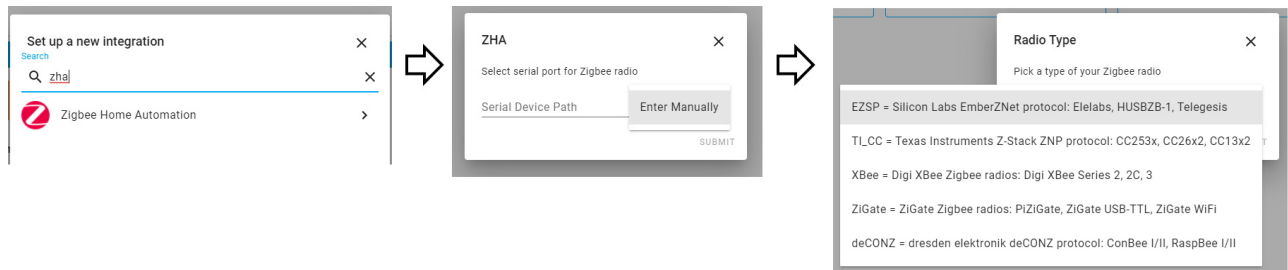 Set up a new integration
Search
zha
Zigbee Home Automation
ZHA
Select serial port for Zigbee radio
Serial Device Path
Enter Manually
SUBMIT
Radio Type
Pick a type of your Zigbee radio
EZSP = Silicon Labs EmberZNet protocol: Elelabs, HUSBZB-1, Telegesis
TI_CC = Texas Instruments Z-Stack ZNP protocol: CC253x, CC26x2, CC13x2
XBee = Digi XBee Zigbee radios: Digi XBee Series 2, 2C, 3
ZiGate = ZiGate Zigbee radios: PiZiGate, ZiGate USB-TTL, ZiGate WiFi
deCONZ = dresden elektronik deCONZ protocol: ConBee I/II, RaspBee I/II